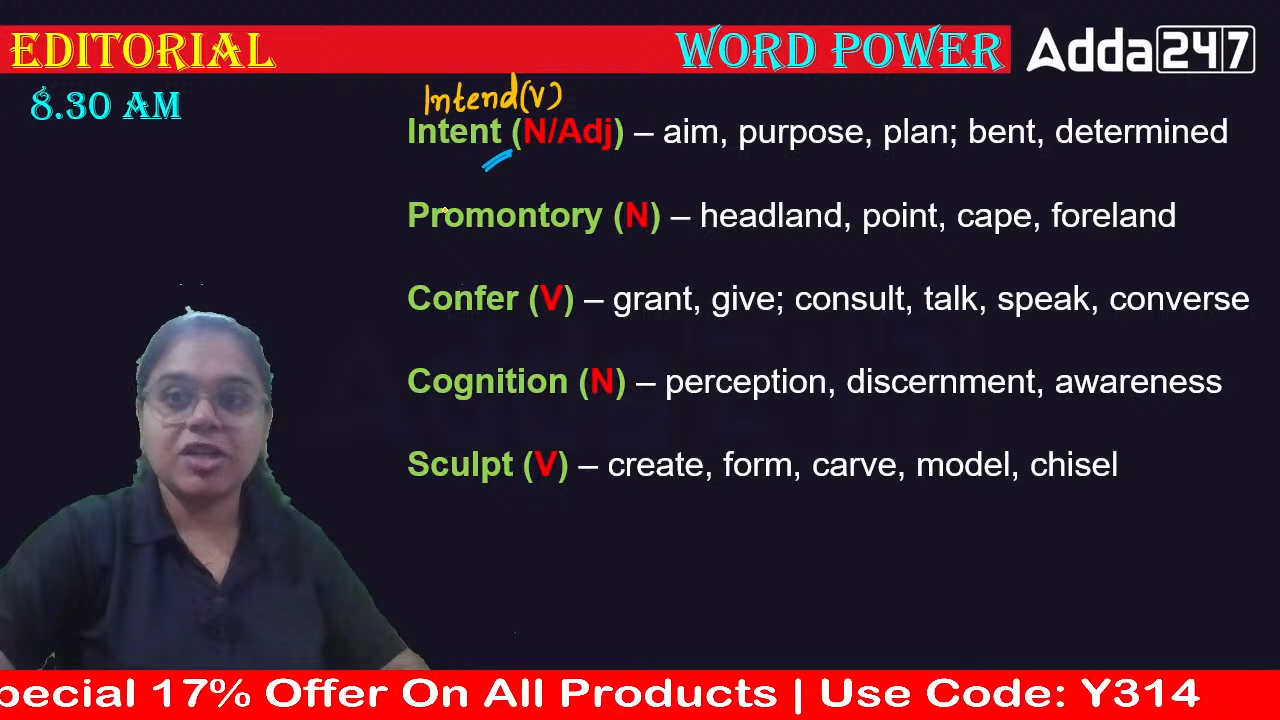 EDITORIAL
WORD POWER
Adda247
8.30 AM
Intend(V)
Intent (N/Adj) – aim, purpose, plan; bent, determined
Promontory (N) – headland, point, cape, foreland
Confer (V) – grant, give; consult, talk, speak, converse
Cognition (N) – perception, discernment, awareness
Sculpt (V) – create, form, carve, model, chisel
pecial 17% Offer On All Products | Use Code: Y314